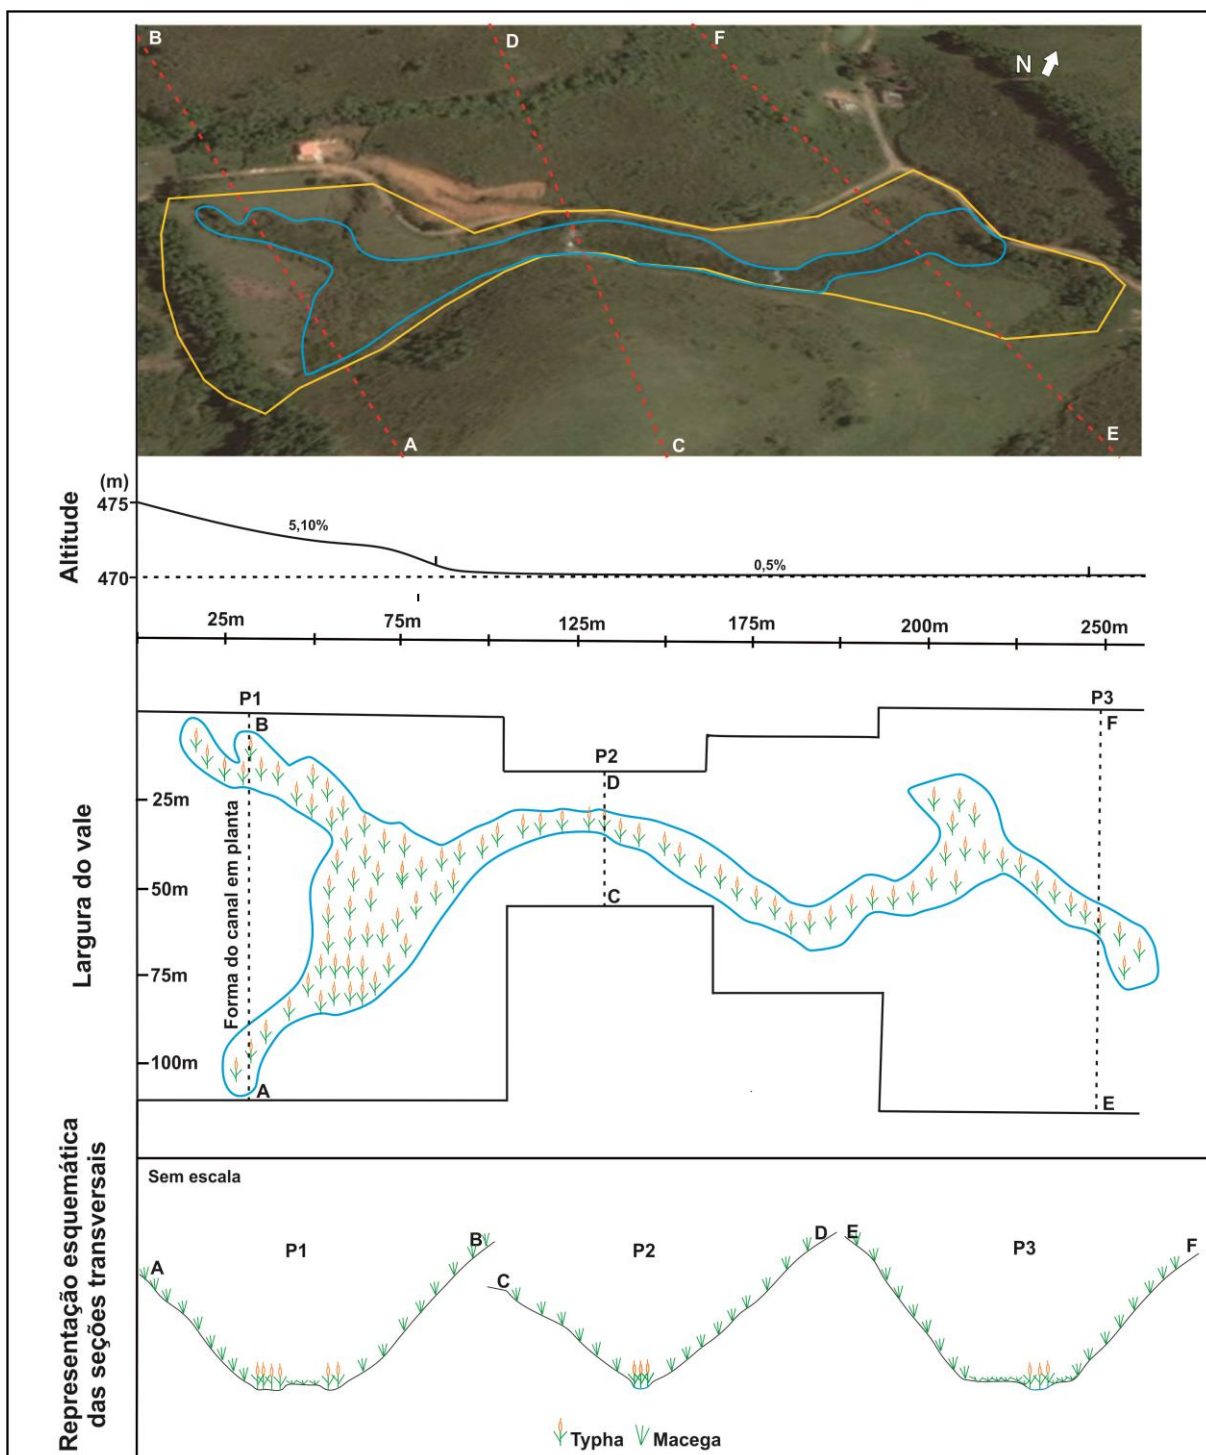 B
D
F
N
A
C
E
Altitude
(m)
475
5,10%
470
0,5%
25m
75m
125m
175m
200m
250m
P1
B
P2
D
P3
F
Largura do vale
25m
50m
75m
100m
Forma do canal em planta
A
C
E
Representação esquemática
das seções transversais
Sem escala
A
P1
B
C
P2
D
E
P3
F
Typha
Macega